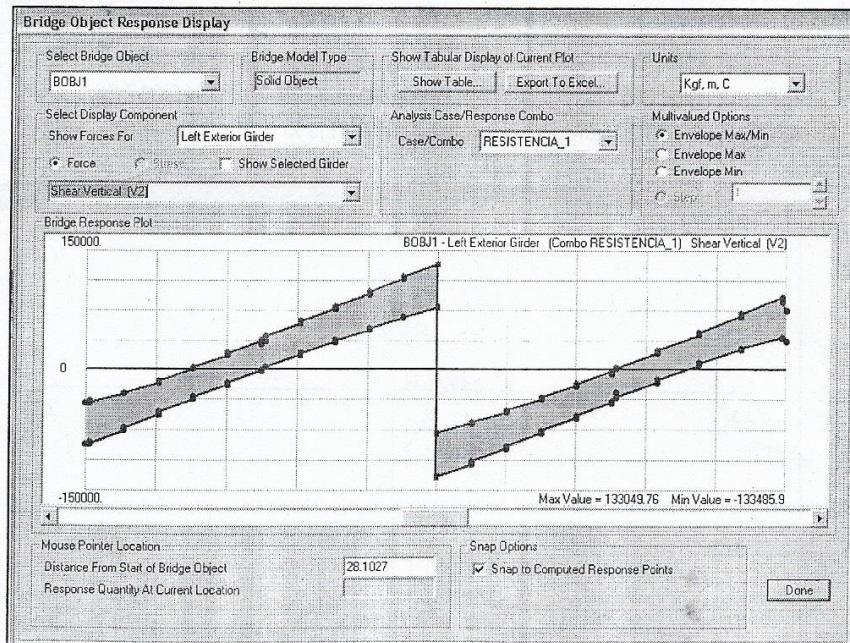 Bridge Object Response Display
Select Bridge Object
BOBJ1
Bridge Model Type
Solid Object
Show Tabular Display of Current Plot
Show Table...
Export To Excel...
Units
Kgf, m, C
Select Display Component
Show Forces For
Left Exterior Girder
Force
Stress
Show Selected Girder
Shear Vertical (V2)
Analysis Case/Response Combo
Case/Combo
RESISTENCIA_1
Multivalued Options
Envelope Max/Min
Envelope Max
Envelope Min
Step
1
Bridge Response Plot
150000.
BOBJ1 - Left Exterior Girder (Combo RESISTENCIA_1) Shear Vertical (V2)
0
-150000.
Max Value = 133049.76 Min Value = -133485.9
Mouse Pointer Location
Distance From Start of Bridge Object
28.1027
Response Quantity At Current Location
Snap Options
Snap to Computed Response Points
Done